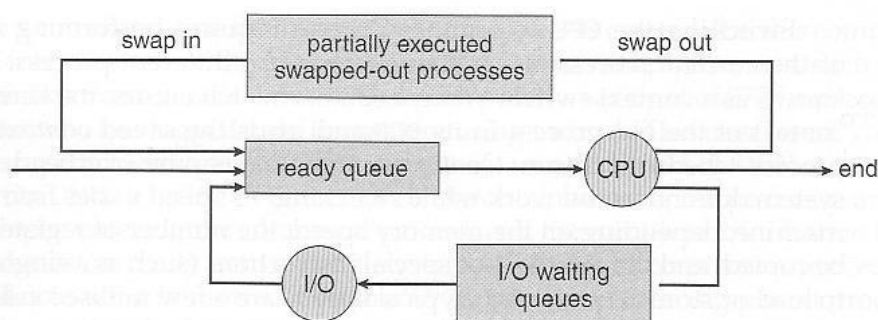 swap in
partially executed
swapped-out processes
swap out
ready queue
CPU
end
I/O
I/O waiting
queues